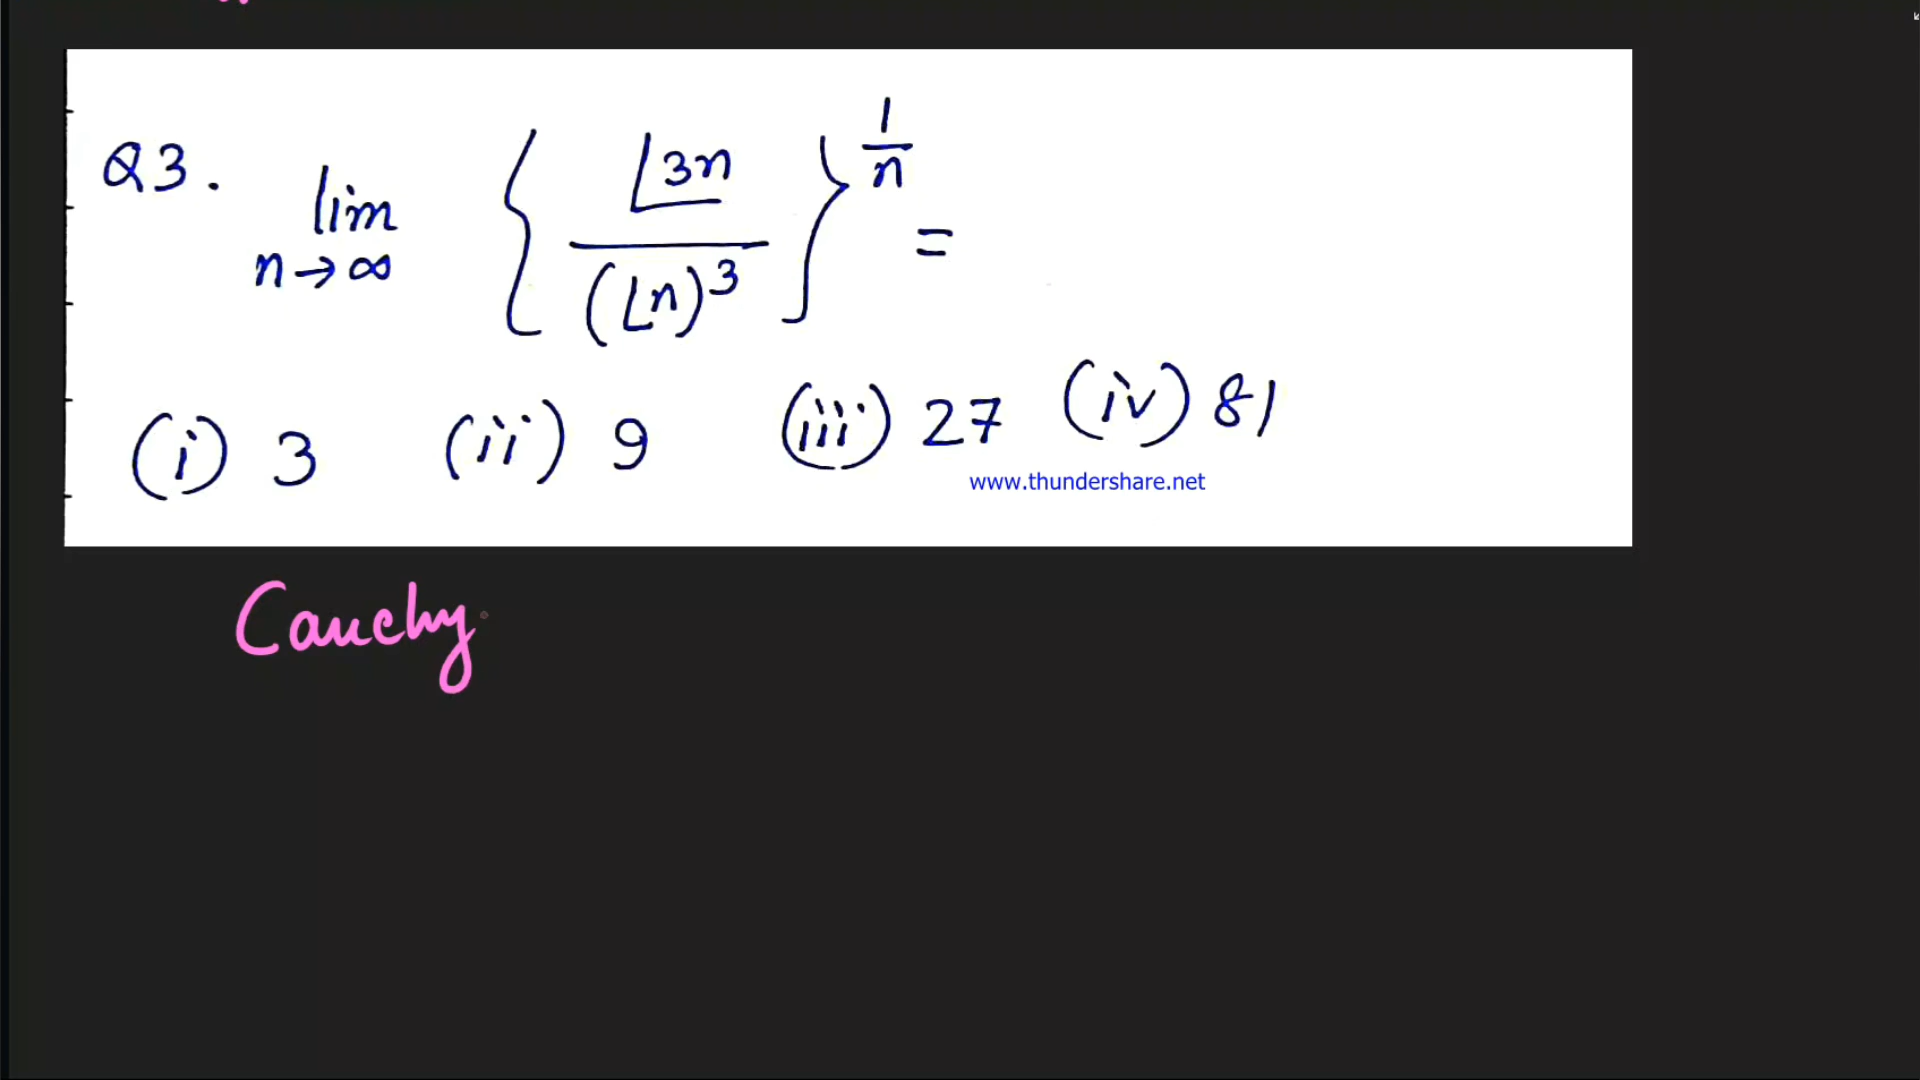 Q3. lim n→∞ { ⌊3n / (⌊n)³ }^(1/n) =
(i) 3 (ii) 9 (iii) 27 (iv) 81
www.thundershare.net
Cauchy